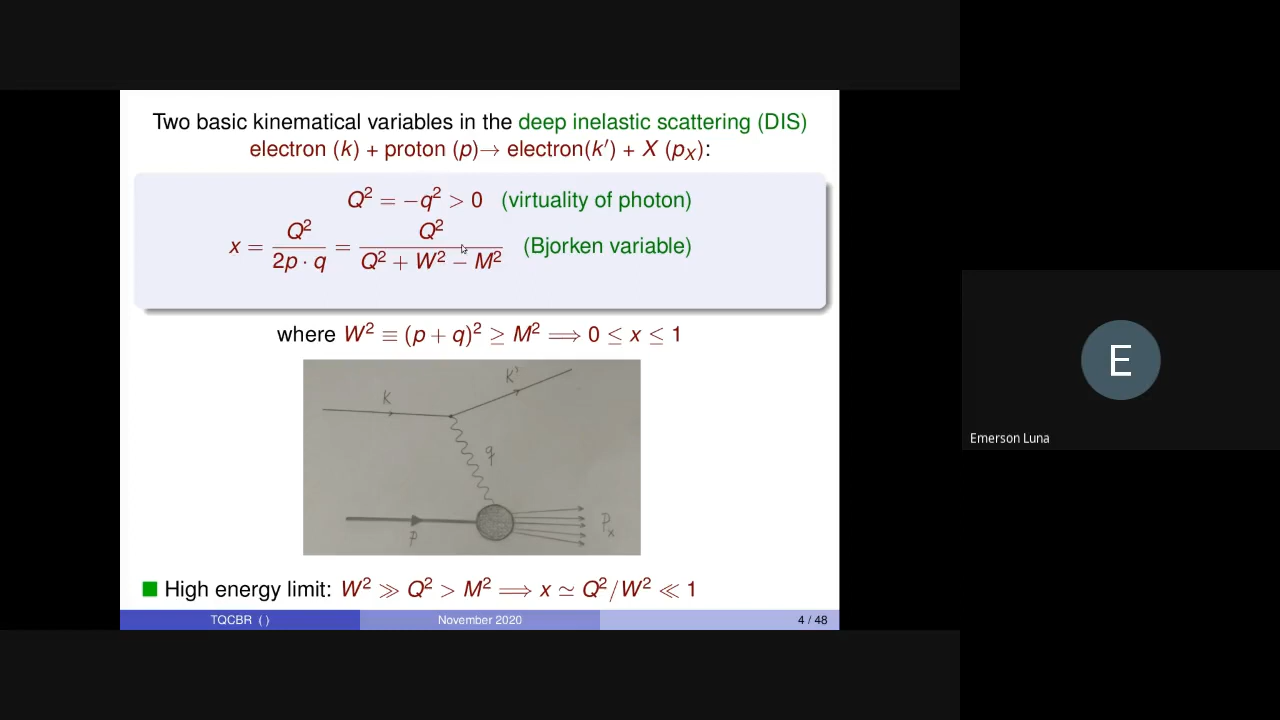 Two basic kinematical variables in the deep inelastic scattering (DIS)
electron (k) + proton (p)→ electron(k′) + X (pₓ):
Q² = −q² > 0 (virtuality of photon)
x = Q²/2p · q = Q²/Q² + W² − M² (Bjorken variable)
where W² ≡ (p + q)² ≥ M² ⟹ 0 ≤ x ≤ 1
k k'
q
p Pₓ
High energy limit: W² ≫ Q² > M² ⟹ x ≃ Q²/W² ≪ 1
TQCBR ( ) November 2020 4 / 48
E
Emerson Luna